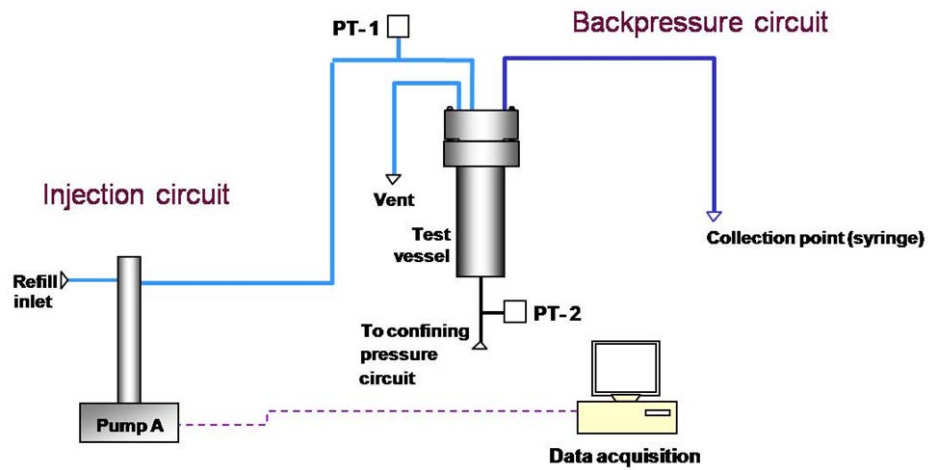 Backpressure circuit
PT-1
Injection circuit
Vent
Test
vessel
Collection point (syringe)
Refill
inlet
PT-2
To confining
pressure
circuit
Pump A
Data acquisition